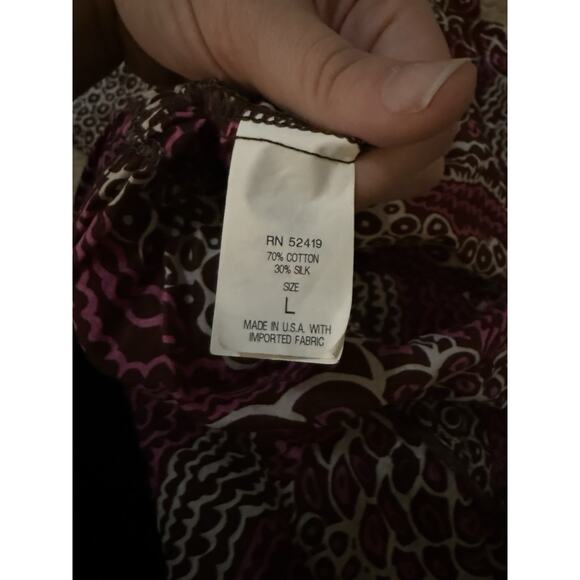 RN 52419
70% COTTON
30% SILK
SIZE
L
MADE IN U.S.A. WITH
IMPORTED FABRIC